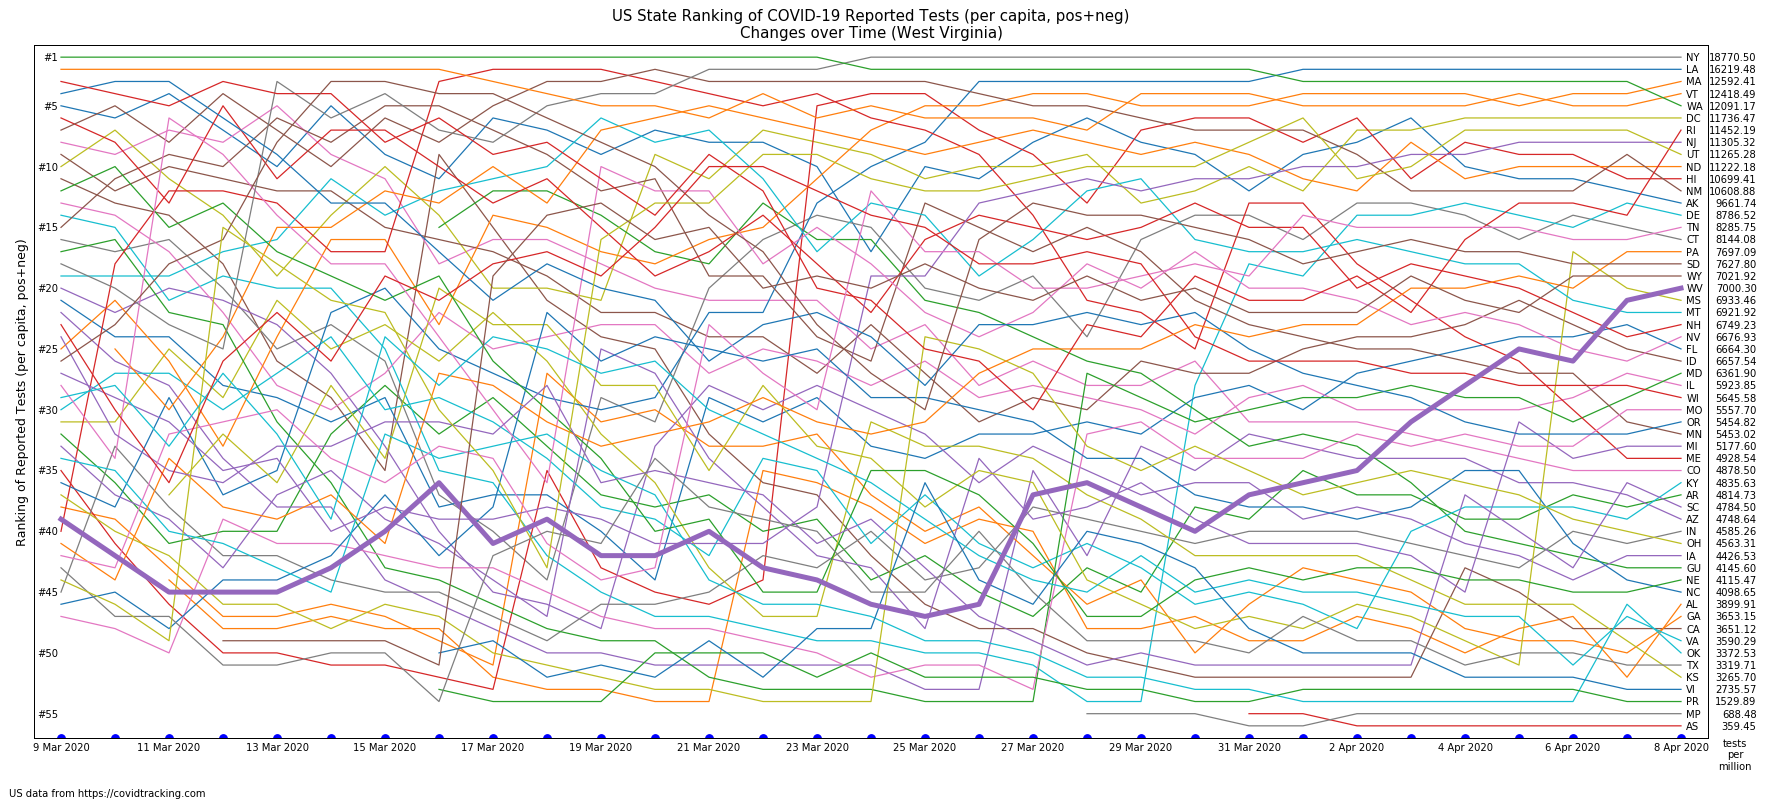 US State Ranking of COVID-19 Reported Tests (per capita, pos+neg)
Changes over Time (West Virginia)
Ranking of Reported Tests (per capita, pos+neg)
#1
#5
#10
#15
#20
#25
#30
#35
#40
#45
#50
#55
NY 18770.50
LA 16219.48
MA 12592.41
VT 12418.49
WA 12091.17
DC 11736.47
RI 11452.19
NJ 11305.32
UT 11265.28
ND 11222.18
HI 10699.41
NM 10608.88
AK 9661.74
DE 8786.52
TN 8285.75
CT 8144.08
PA 7697.09
SD 7627.80
WY 7021.92
WV 7000.30
MS 6933.46
MT 6921.92
NH 6749.23
NV 6676.93
FL 6664.30
ID 6657.54
MD 6361.90
IL 5923.85
WI 5645.58
MO 5557.70
OR 5454.82
MN 5453.02
MI 5177.60
ME 4928.54
CO 4878.50
KY 4835.63
AR 4814.73
SC 4784.50
AZ 4748.64
IN 4585.26
OH 4563.31
IA 4426.53
GU 4145.60
NE 4115.47
NC 4098.65
AL 3899.91
GA 3653.15
CA 3651.12
VA 3590.29
OK 3372.53
TX 3319.71
KS 3265.70
VI 2735.57
PR 1529.89
MP 688.48
AS 359.45
9 Mar 2020 11 Mar 2020 13 Mar 2020 15 Mar 2020 17 Mar 2020 19 Mar 2020 21 Mar 2020 23 Mar 2020 25 Mar 2020 27 Mar 2020 29 Mar 2020 31 Mar 2020 2 Apr 2020 4 Apr 2020 6 Apr 2020 8 Apr 2020
tests
per
million
US data from https://covidtracking.com